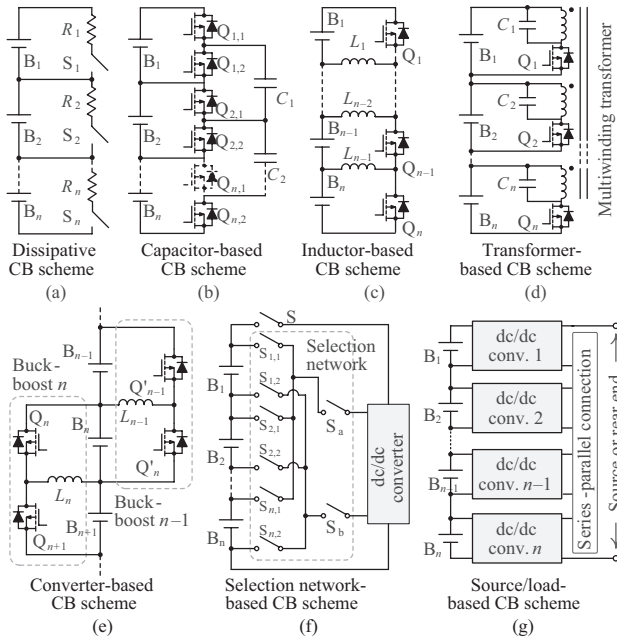 B₁
R₁
S₁
B₂
R₂
S₂
Bₙ
Rₙ
Sₙ
Dissipative
CB scheme
(a)
B₁
B₂
Bₙ
Q₁,₁
Q₁,₂
Q₂,₁
Q₂,₂
Qₙ,₁
Qₙ,₂
C₁
C₂
Capacitor-based
CB scheme
(b)
B₁
L₁
Q₁
Lₙ₋₂
Bₙ₋₁
Lₙ₋₁
Qₙ₋₁
Bₙ
Qₙ
Inductor-based
CB scheme
(c)
C₁
B₁
Q₁
C₂
B₂
Q₂
Cₙ
Bₙ
Qₙ
Multiwinding transformer
Transformer-
based CB scheme
(d)
Buck-
boost n
Bₙ₋₁
Q'ₙ₋₁
Qₙ
Lₙ₋₁
Bₙ
Q'ₙ
Lₙ
Bₙ₊₁
Qₙ₊₁
Buck-
boost n−1
Converter-based
CB scheme
(e)
S
S₁,₁
Selection
network
S₁,₂
B₁
S₂,₁
Sₐ
S₂,₂
B₂
Sₙ,₁
S_b
Bₙ
Sₙ,₂
dc/dc
converter
Selection network-
based CB scheme
(f)
B₁
dc/dc
conv. 1
B₂
dc/dc
conv. 2
Bₙ₋₁
dc/dc
conv. n−1
Bₙ
dc/dc
conv. n
Series -parallel connection
Source or rear end
Source/load-
based CB scheme
(g)